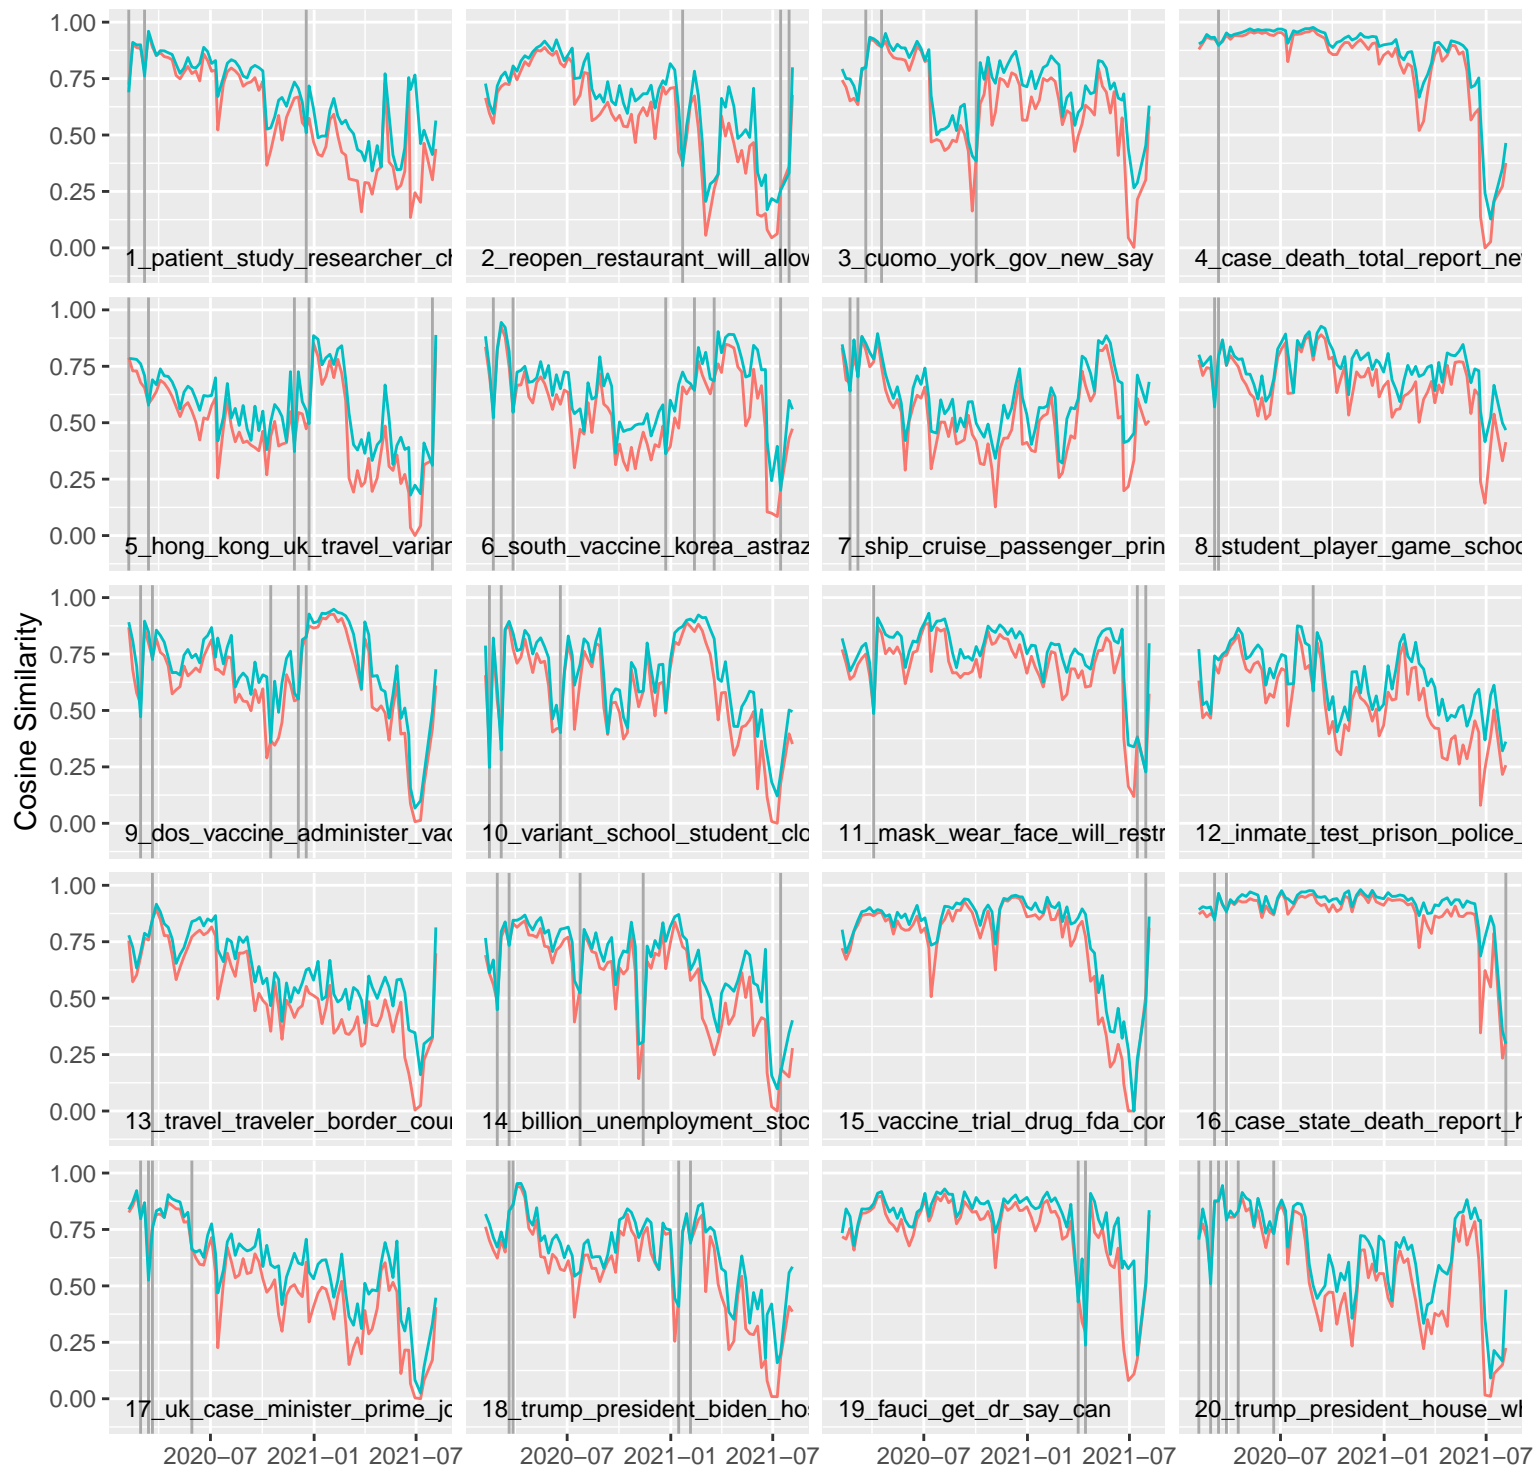 1.00
0.75
0.50
0.25
0.00
1_patient_study_researcher_ch
2_reopen_restaurant_will_allow
3_cuomo_york_gov_new_say
4_case_death_total_report_new
1.00
0.75
0.50
0.25
0.00
5_hong_kong_uk_travel_varian
6_south_vaccine_korea_astraz
7_ship_cruise_passenger_prin
8_student_player_game_schoo
Cosine Similarity
1.00
0.75
0.50
0.25
0.00
9_dos_vaccine_administer_vac
10_variant_school_student_clo
11_mask_wear_face_will_restr
12_inmate_test_prison_police_
1.00
0.75
0.50
0.25
0.00
13_travel_traveler_border_cour
14_billion_unemployment_stoc
15_vaccine_trial_drug_fda_cor
16_case_state_death_report_h
1.00
0.75
0.50
0.25
0.00
17_uk_case_minister_prime_jo
18_trump_president_biden_hos
19_fauci_get_dr_say_can
20_trump_president_house_wh
2020−07 2021−01 2021−07
2020−07 2021−01 2021−07
2020−07 2021−01 2021−07
2020−07 2021−01 2021−07